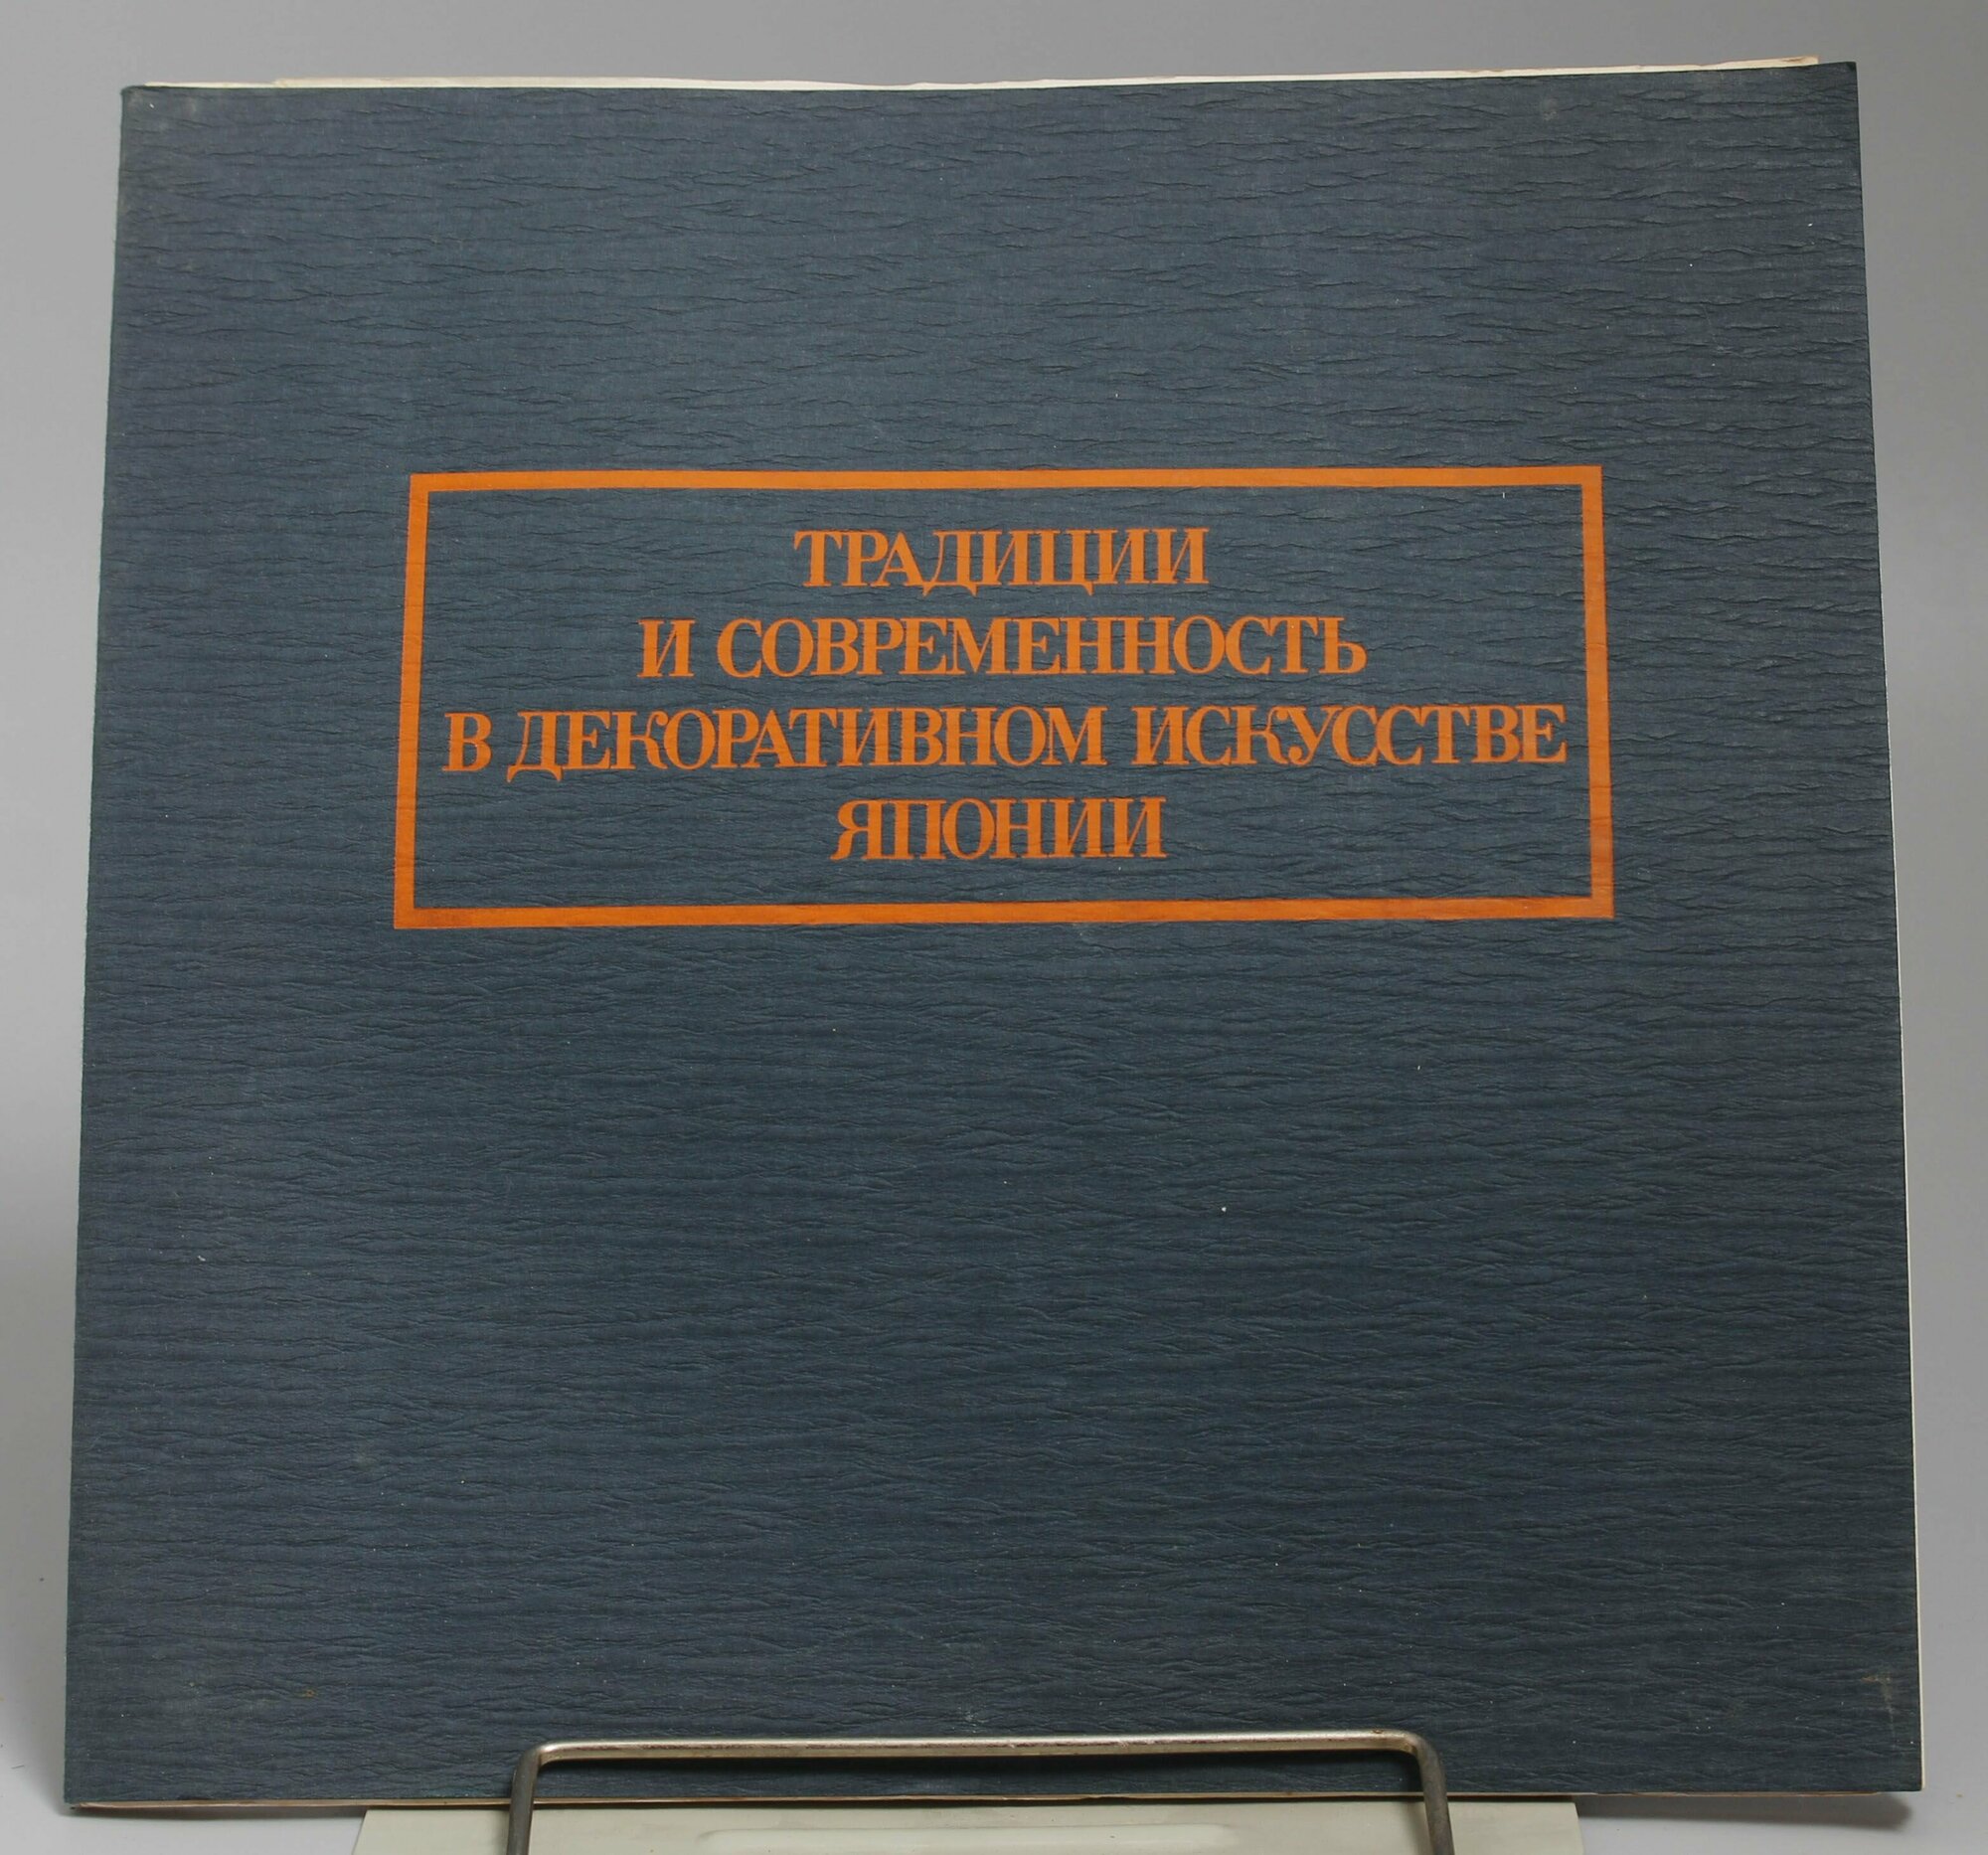 ТРАДИЦИИ
И СОВРЕМЕННОСТЬ
В ДЕКОРАТИВНОМ ИСКУССТВЕ
ЯПОНИИ